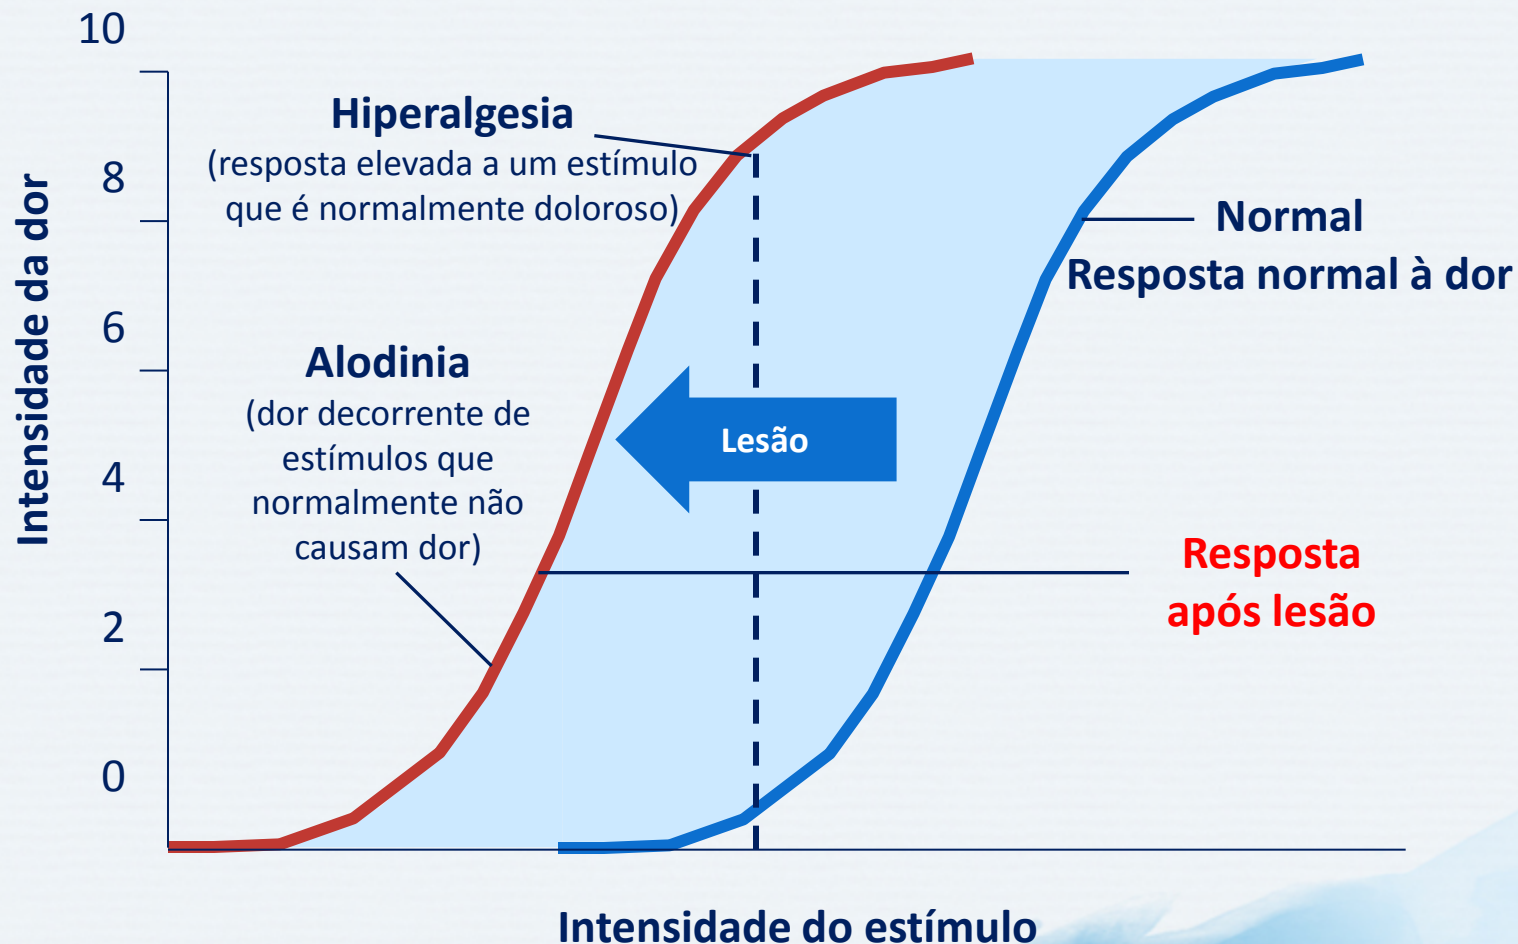 10
8
6
4
2
0
Intensidade da dor
Hiperalgesia
(resposta elevada a um estímulo
que é normalmente doloroso)
Normal
Resposta normal à dor
Alodinia
(dor decorrente de
estímulos que
normalmente não
causam dor)
Lesão
Resposta
após lesão
Intensidade do estímulo